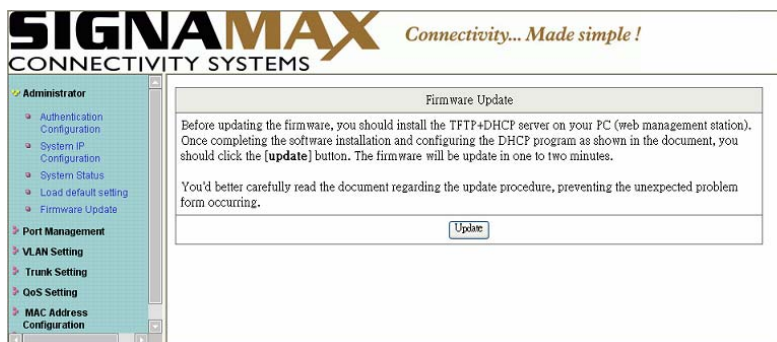 SIGNAMAX
CONNECTIVITY SYSTEMS
Connectivity... Made simple !
Administrator
Authentication
Configuration
System IP
Configuration
System Status
Load default setting
Firmware Update
Port Management
VLAN Setting
Trunk Setting
QoS Setting
MAC Address
Configuration
Firmware Update
Before updating the firmware, you should install the TFTP+DHCP server on your PC (web management station).
Once completing the software installation and configuring the DHCP program as shown in the document, you
should click the [update] button. The firmware will be update in one to two minutes.
You'd better carefully read the document regarding the update procedure, preventing the unexpected problem
form occurring.
Update